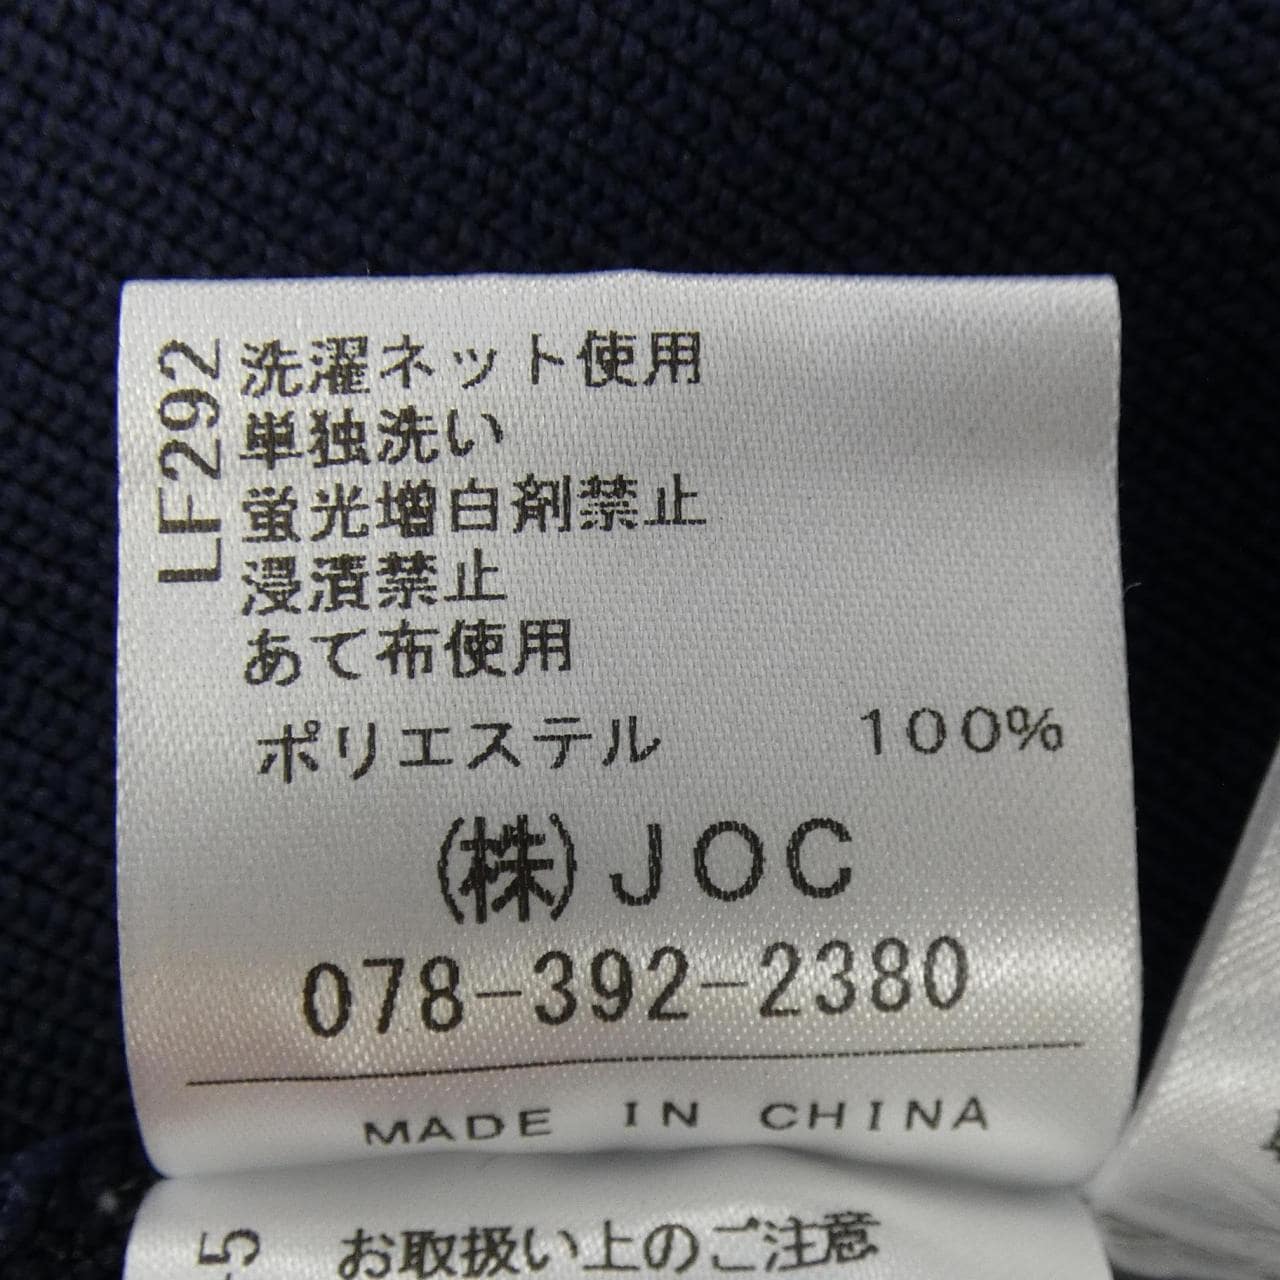 LF292
洗濯ネット使用
単独洗い
蛍光増白剤禁止
浸漬禁止
あて布使用
ポリエステル 100%
(株)JOC
078-392-2380
MADE IN CHINA
お取扱い上のご注意